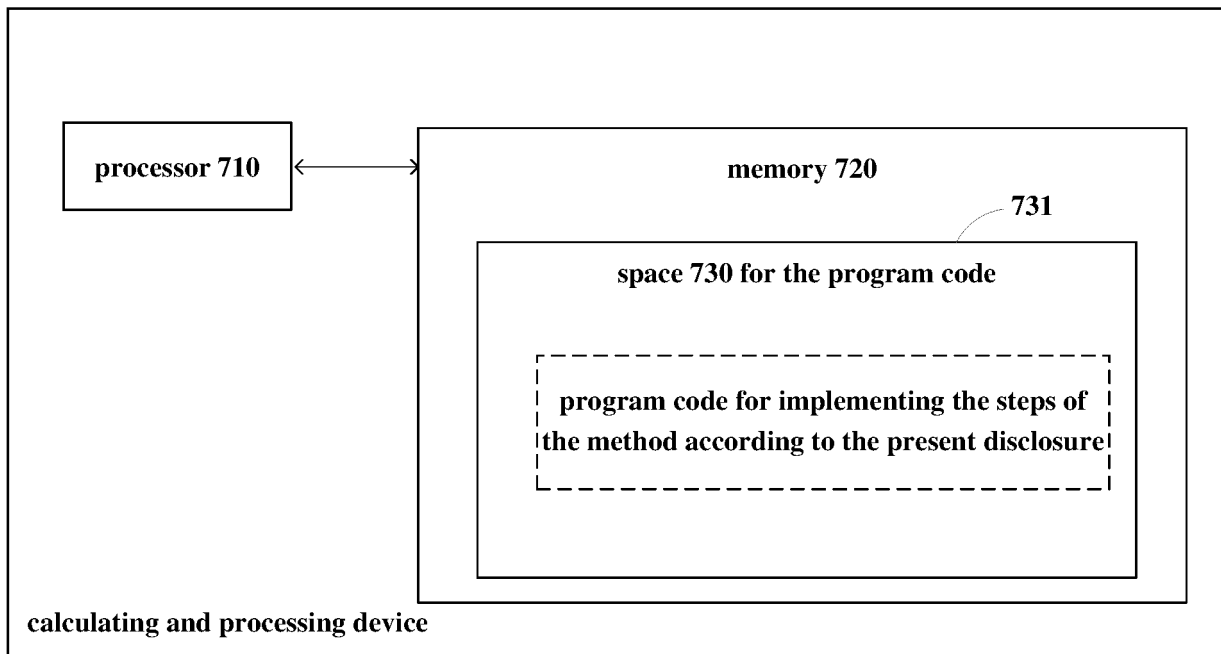 processor 710
memory 720
731
space 730 for the program code
program code for implementing the steps of
the method according to the present disclosure
calculating and processing device